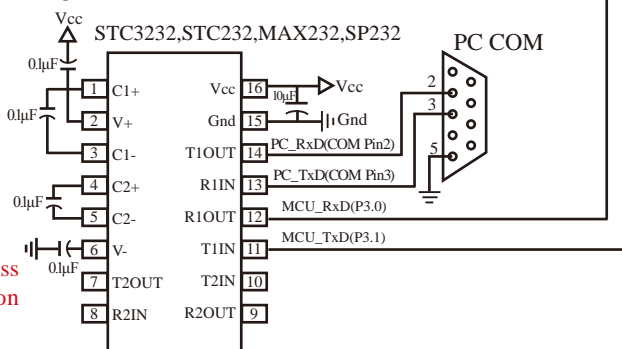 Vcc
STC3232,STC232,MAX232,SP232
PC COM
0.1μF
1 C1+ Vcc 16 Vcc
10μF
0.1μF
2 V+ Gnd 15 Gnd
3 C1- T1OUT 14 PC_RxD(COM Pin2)
4 C2+ R1IN 13 PC_TxD(COM Pin3)
0.1μF
5 C2- R1OUT 12 MCU_RxD(P3.0)
6 V- T1IN 11 MCU_TxD(P3.1)
0.1μF
7 T2OUT T2IN 10
8 R2IN R2OUT 9
2
3
5
ss
on